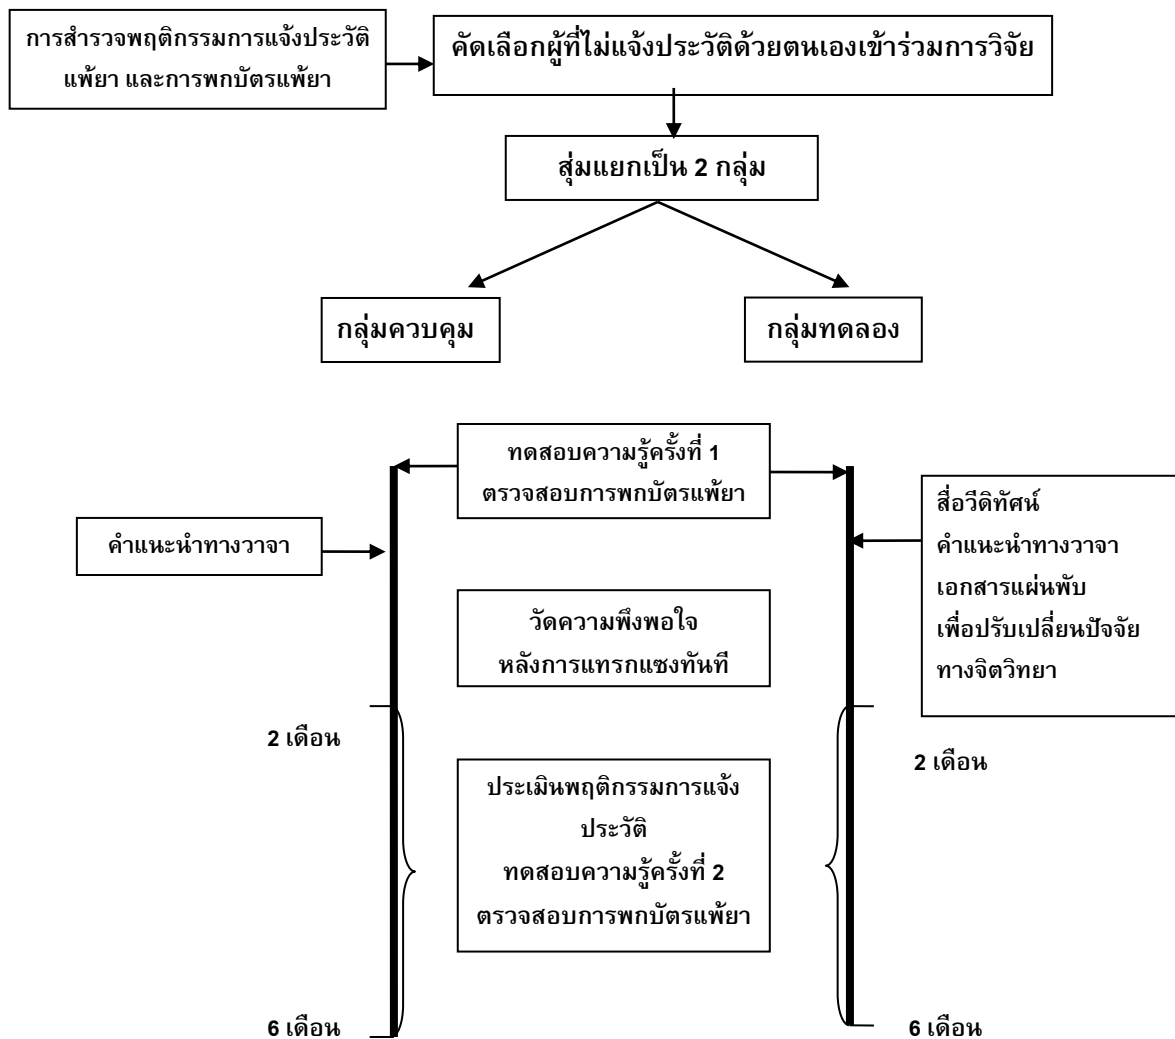 การสำรวจพฤติกรรมการแจ้งประวัติ
แพ้ยา และการพกบัตรแพ้ยา
คัดเลือกผู้ที่ไม่แจ้งประวัติด้วยตนเองเข้าร่วมการวิจัย
สุ่มแยกเป็น 2 กลุ่ม
กลุ่มควบคุม
กลุ่มทดลอง
ทดสอบความรู้ครั้งที่ 1
ตรวจสอบการพกบัตรแพ้ยา
คำแนะนำทางวาจา
สื่อวีดิทัศน์
คำแนะนำทางวาจา
เอกสารแผ่นพับ
เพื่อปรับเปลี่ยนปัจจัย
ทางจิตวิทยา
วัดความพึงพอใจ
หลังการแทรกแซงทันที
2 เดือน
2 เดือน
ประเมินพฤติกรรมการแจ้ง
ประวัติ
ทดสอบความรู้ครั้งที่ 2
ตรวจสอบการพกบัตรแพ้ยา
6 เดือน
6 เดือน